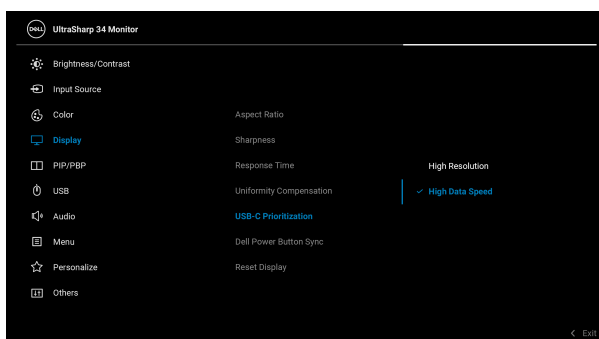 DELL UltraSharp 34 Monitor
Brightness/Contrast
Input Source
Color
Display
PIP/PBP
USB
Audio
Menu
Personalize
Others
Aspect Ratio
Sharpness
Response Time
Uniformity Compensation
USB-C Prioritization
Dell Power Button Sync
Reset Display
High Resolution
High Data Speed
Exit